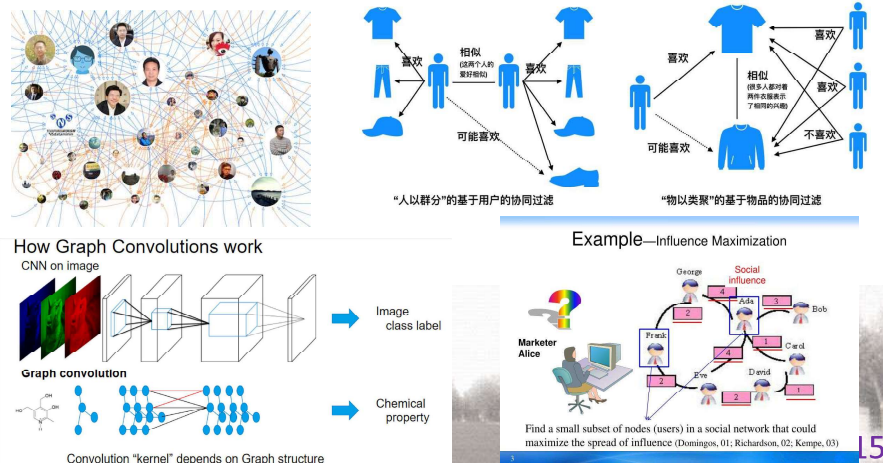 喜欢
相似
(这两个人的
爱好相似)
喜欢
可能喜欢
“人以群分”的基于用户的协同过滤
喜欢
喜欢
相似
(很多人都对着
两件衣服表示
了相同的兴趣)
喜欢
不喜欢
可能喜欢
“物以类聚”的基于物品的协同过滤
How Graph Convolutions work
CNN on image
Image
class label
Graph convolution
HO
OH
OH
HO
Chemical
property
Convolution “kernel” depends on Graph structure
Example—Influence Maximization
Social
influence
George
4
Ada
3
Bob
2
Marketer
Alice
Frank
1
Carol
4
Eve
David
2
2
1
Find a small subset of nodes (users) in a social network that could
maximize the spread of influence (Domingos, 01; Richardson, 02; Kempe, 03)
3
15